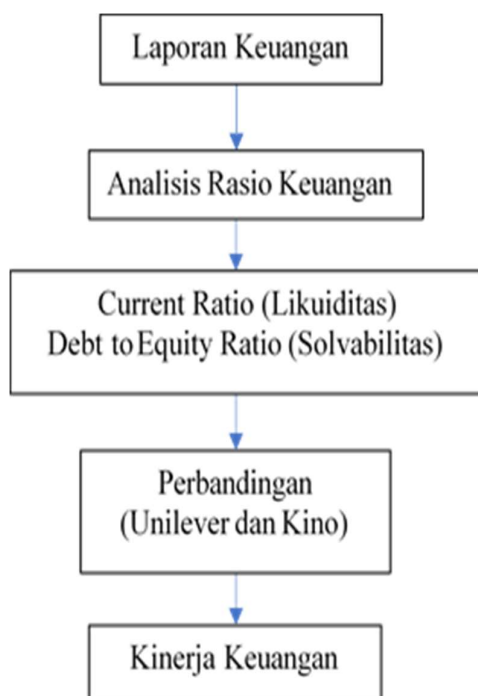 Laporan Keuangan
Analisis Rasio Keuangan
Current Ratio (Likuiditas)
Debt to Equity Ratio (Solvabilitas)
Perbandingan
(Unilever dan Kino)
Kinerja Keuangan